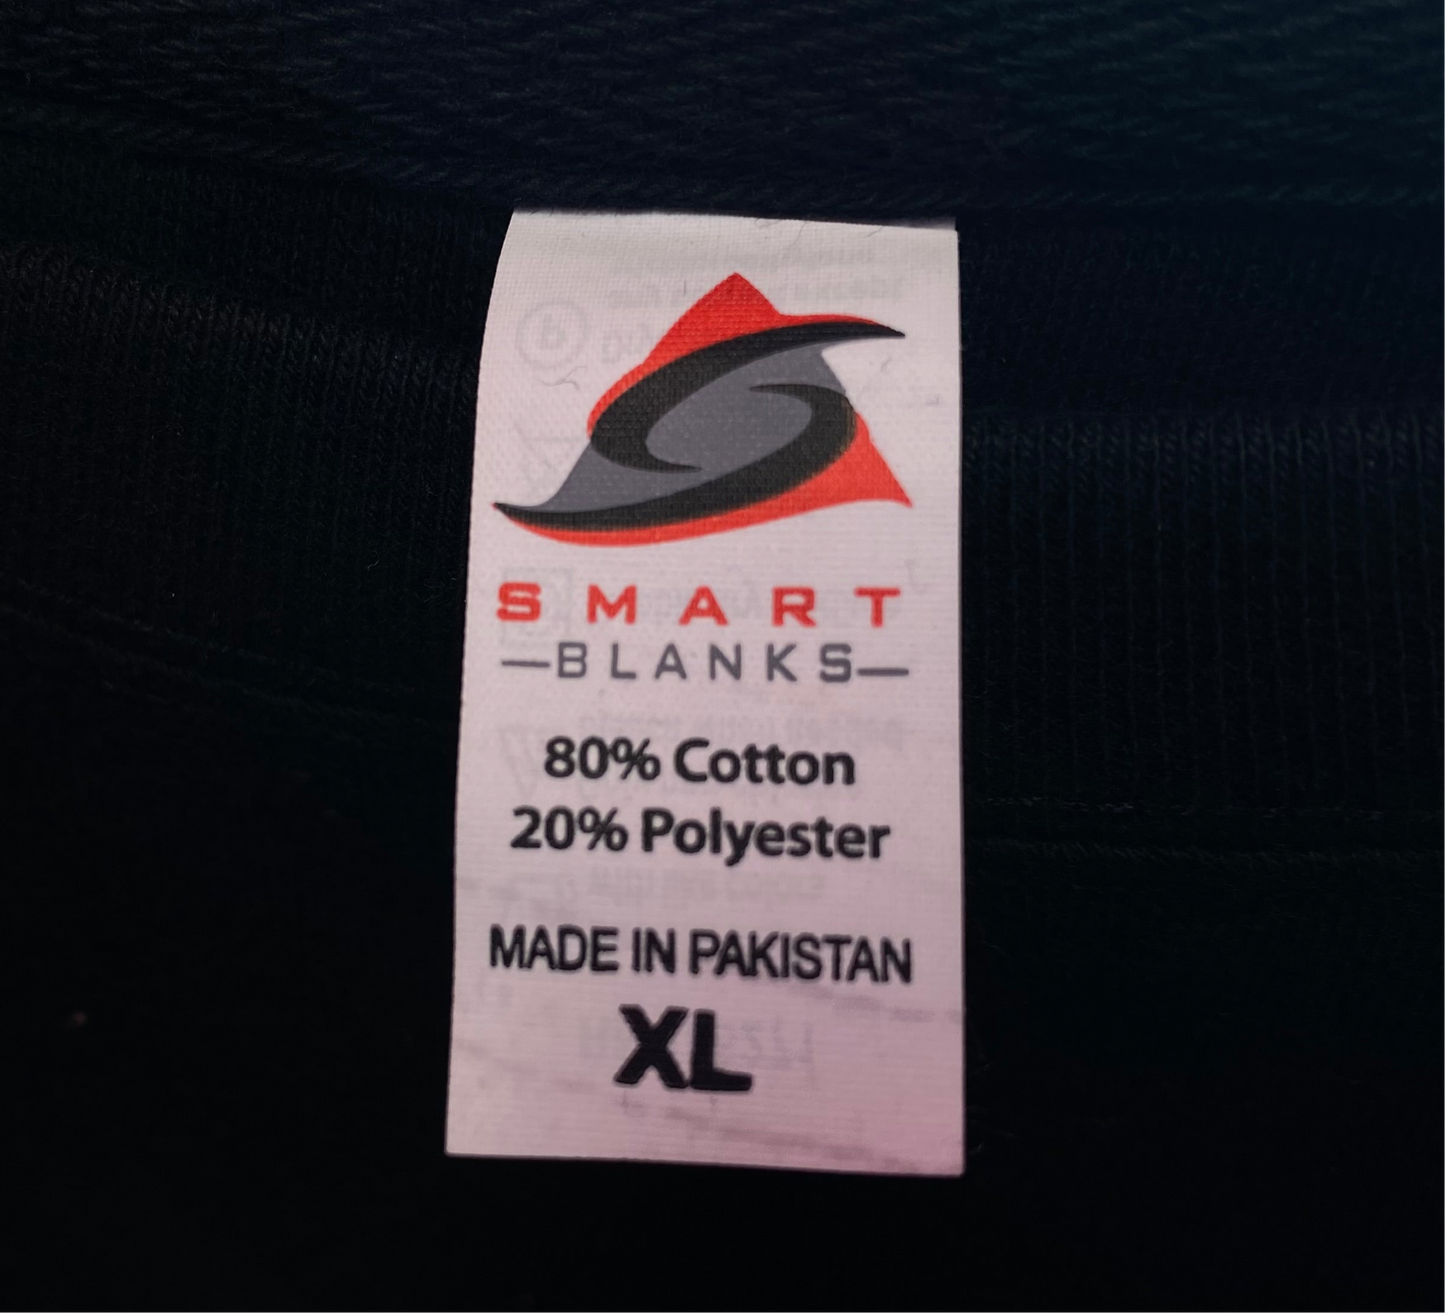 SMART
—BLANKS—
80% Cotton
20% Polyester
MADE IN PAKISTAN
XL